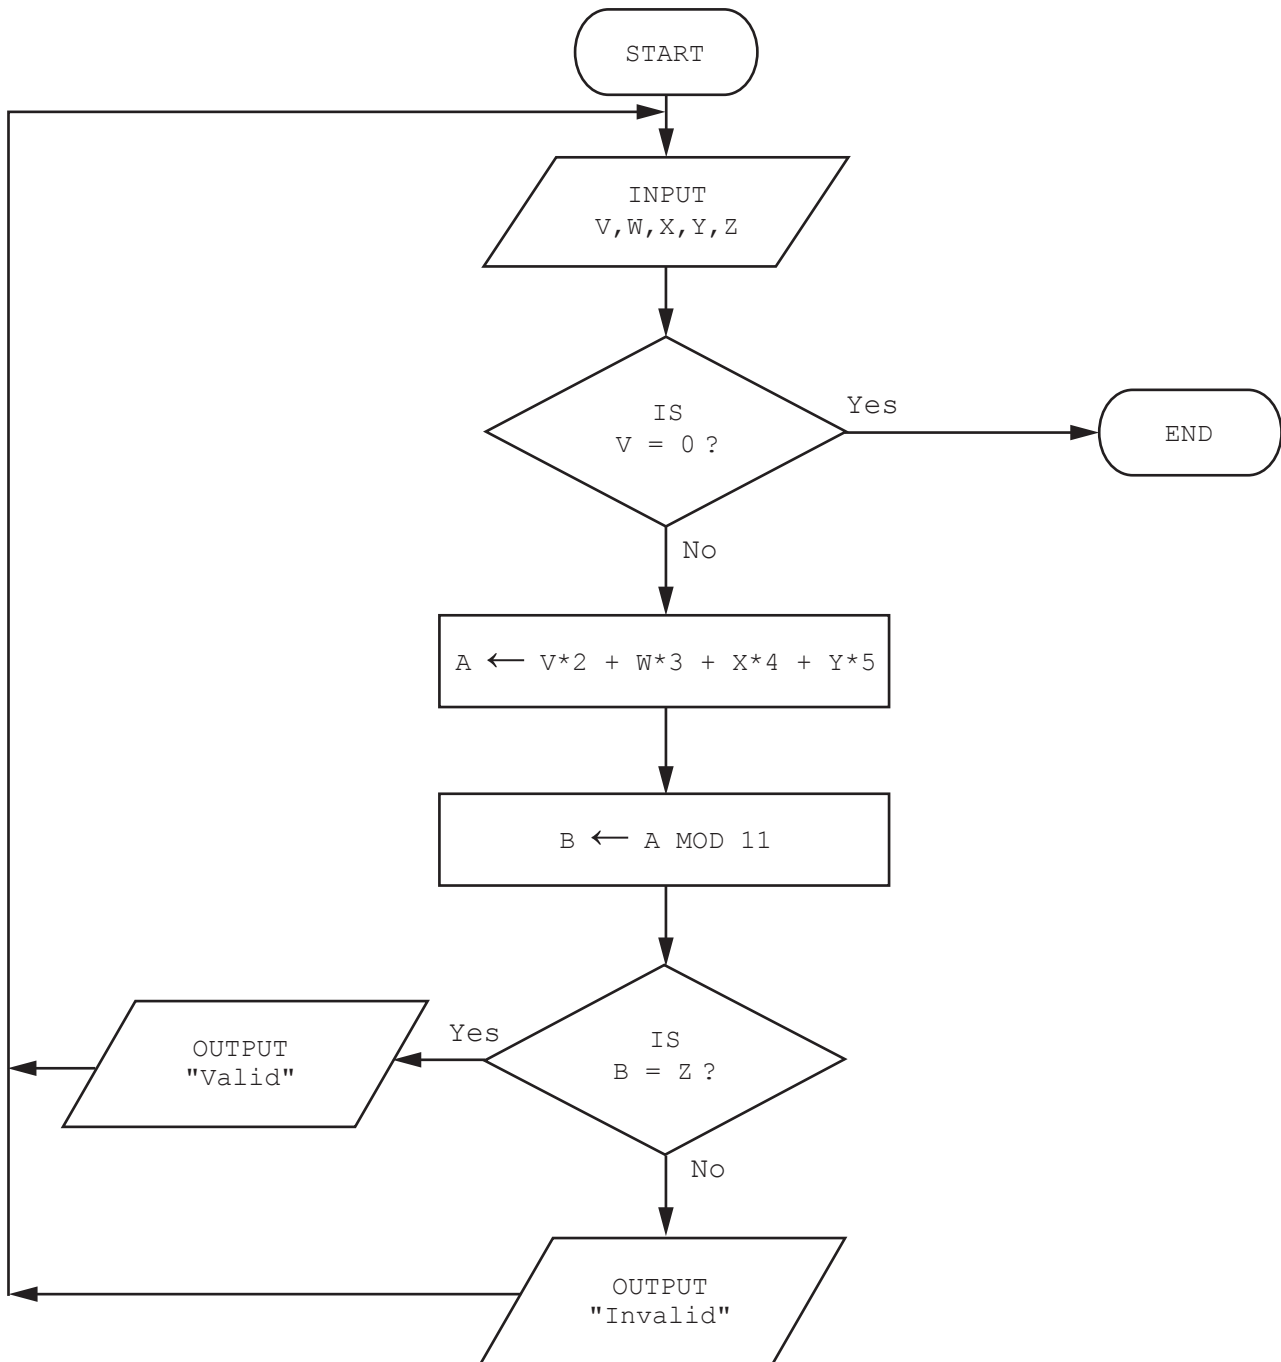 START
INPUT
V,W,X,Y,Z
IS
V = 0 ?
Yes
END
No
A ← V*2 + W*3 + X*4 + Y*5
B ← A MOD 11
IS
B = Z ?
Yes
OUTPUT
"Valid"
No
OUTPUT
"Invalid"